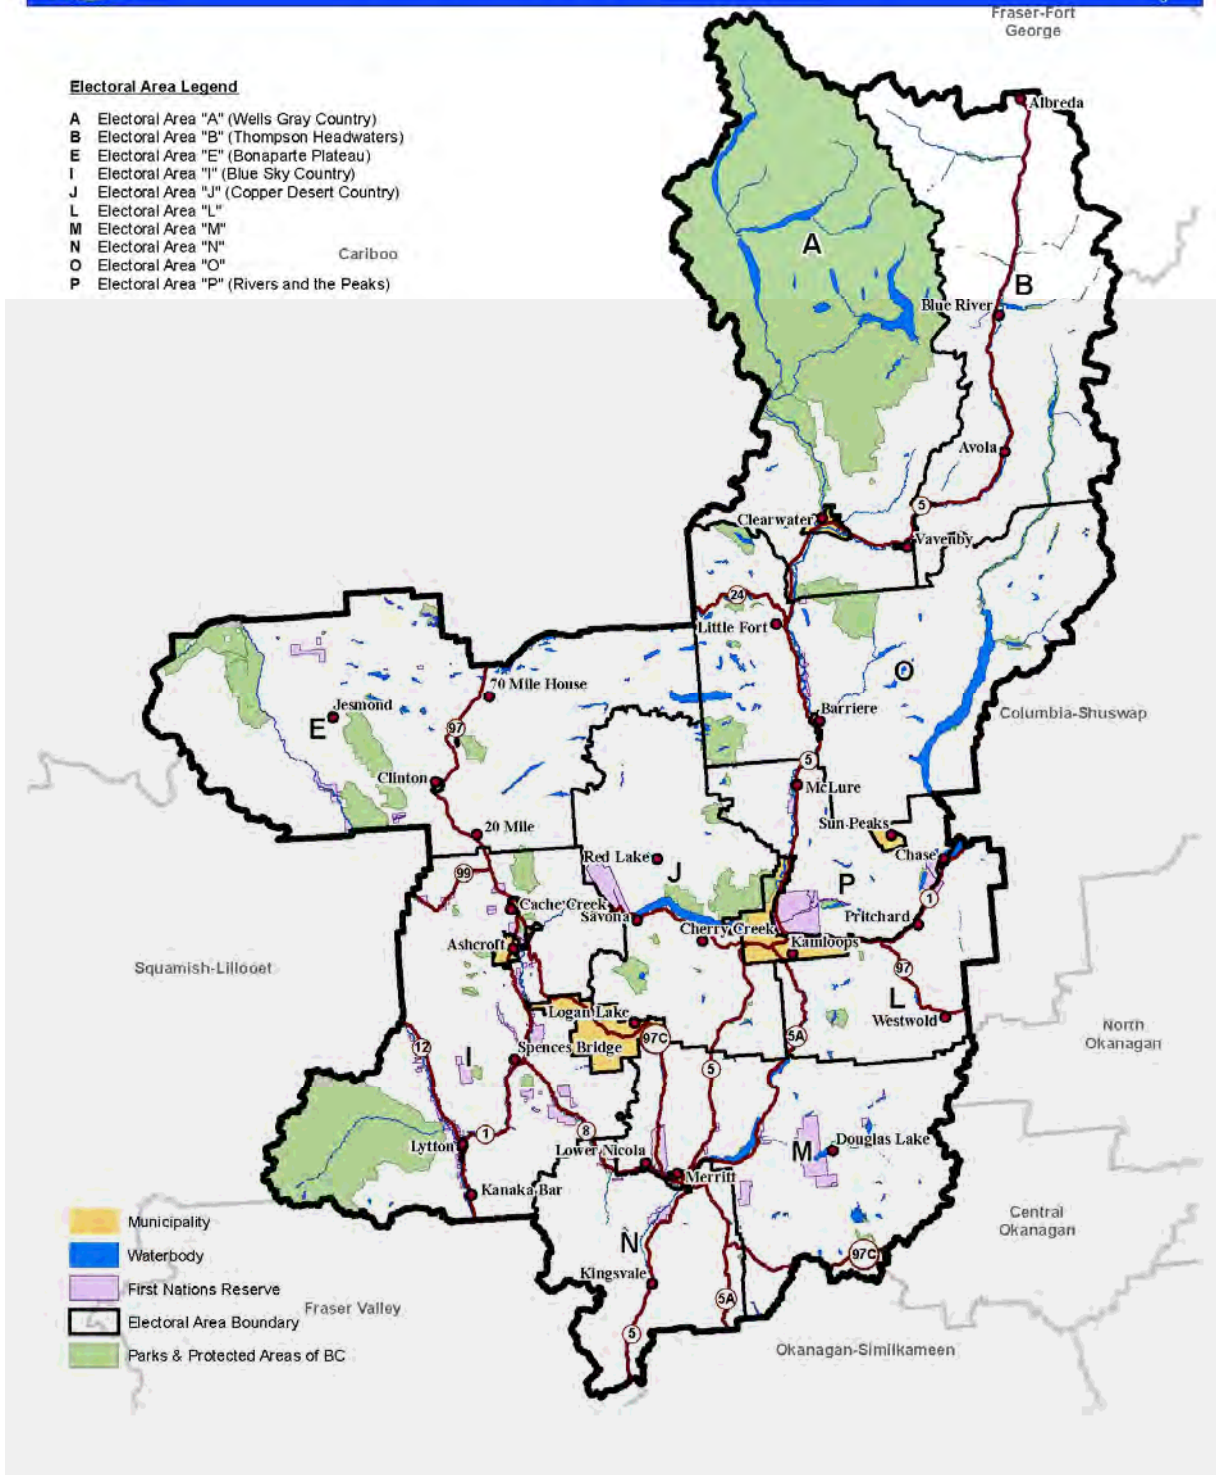 Fraser-Fort
George
Electoral Area Legend
A Electoral Area "A" (Wells Gray Country)
B Electoral Area "B" (Thompson Headwaters)
E Electoral Area "E" (Bonaparte Plateau)
I Electoral Area "I" (Blue Sky Country)
J Electoral Area "J" (Copper Desert Country)
L Electoral Area "L"
M Electoral Area "M"
N Electoral Area "N"
O Electoral Area "O"
P Electoral Area "P" (Rivers and the Peaks)
Cariboo
Albreda
A
B
Blue River
Avola
5
Clearwater
Vavenby
24
Little Fort
O
70 Mile House
Jesmond
E
97
Barriere
Columbia-Shuswap
5
Clinton
McLure
20 Mile
Sun Peaks
Chase
Red Lake
J
99
P
1
Cache Creek
Savona
Pritchard
Cherry Creek
Ashcroft
Kamloops
Squamish-Lillooet
97
L
Logan Lake
Westwold
North
Okanagan
97C
5A
12
I
Spences Bridge
5
1
8
Lytton
Lower Nicola
M
Douglas Lake
Merritt
Kanaka Bar
Central
Okanagan
N
97C
Kingsvale
5A
5
Okanagan-Similkameen
Municipality
Waterbody
First Nations Reserve
Fraser Valley
Electoral Area Boundary
Parks & Protected Areas of BC